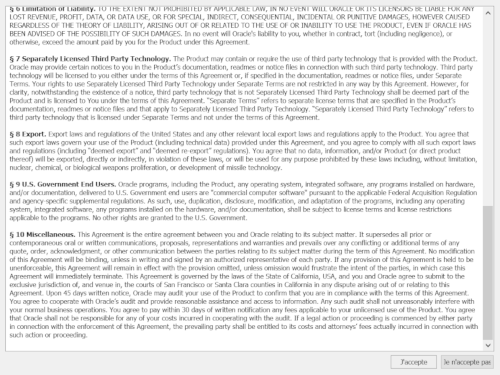 § 6 Limitation of Liability. TO THE EXTENT NOT PROHIBITED BY APPLICABLE LAW, IN NO EVENT WILL ORACLE OR ITS LICENSORS BE LIABLE FOR ANY
LOST REVENUE, PROFIT, DATA, OR DATA USE, OR FOR SPECIAL, INDIRECT, CONSEQUENTIAL, INCIDENTAL OR PUNITIVE DAMAGES, HOWEVER CAUSED
REGARDLESS OF THE THEORY OF LIABILITY, ARISING OUT OF OR RELATED TO THE USE OF OR INABILITY TO USE THE PRODUCT, EVEN IF ORACLE HAS
BEEN ADVISED OF THE POSSIBILITY OF SUCH DAMAGES. In no event will Oracle's liability to you, whether in contract, tort (including negligence), or
otherwise, exceed the amount paid by you for the Product under this Agreement.
§ 7 Separately Licensed Third Party Technology. The Product may contain or require the use of third party technology that is provided with the Product.
Oracle may provide certain notices to you in the Product's documentation, readmes or notice files in connection with such third party technology. Third party
technology will be licensed to you either under the terms of this Agreement or, if specified in the documentation, readmes or notice files, under Separate
Terms. Your rights to use Separately Licensed Third Party Technology under Separate Terms are not restricted in any way by this Agreement. However, for
clarity, notwithstanding the existence of a notice, third party technology that is not Separately Licensed Third Party Technology shall be deemed part of the
Product and is licensed to You under the terms of this Agreement. "Separate Terms" refers to separate license terms that are specified in the Product's
documentation, readmes or notice files and that apply to Separately Licensed Third Party Technology. "Separately Licensed Third Party Technology" refers to
third party technology that is licensed under Separate Terms and not under the terms of this Agreement.
§ 8 Export. Export laws and regulations of the United States and any other relevant local export laws and regulations apply to the Product. You agree that
such export laws govern your use of the Product (including technical data) provided under this Agreement, and you agree to comply with all such export laws
and regulations (including "deemed export" and "deemed re-export" regulations). You agree that no data, information, and/or Product (or direct product
thereof) will be exported, directly or indirectly, in violation of these laws, or will be used for any purpose prohibited by these laws including, without limitation,
nuclear, chemical, or biological weapons proliferation, or development of missile technology.
§ 9 U.S. Government End Users. Oracle programs, including the Product, any operating system, integrated software, any programs installed on hardware,
and/or documentation, delivered to U.S. Government end users are "commercial computer software" pursuant to the applicable Federal Acquisition Regulation
and agency-specific supplemental regulations. As such, use, duplication, disclosure, modification, and adaptation of the programs, including any operating
system, integrated software, any programs installed on the hardware, and/or documentation, shall be subject to license terms and license restrictions
applicable to the programs. No other rights are granted to the U.S. Government.
§ 10 Miscellaneous. This Agreement is the entire agreement between you and Oracle relating to its subject matter. It supersedes all prior or
contemporaneous oral or written communications, proposals, representations and warranties and prevails over any conflicting or additional terms of any
quote, order, acknowledgment, or other communication between the parties relating to its subject matter during the term of this Agreement. No modification
of this Agreement will be binding, unless in writing and signed by an authorized representative of each party. If any provision of this Agreement is held to be
unenforceable, this Agreement will remain in effect with the provision omitted, unless omission would frustrate the intent of the parties, in which case this
Agreement will immediately terminate. This Agreement is governed by the laws of the State of California, USA, and you and Oracle agree to submit to the
exclusive jurisdiction of, and venue in, the courts of San Francisco or Santa Clara counties in California in any dispute arising out of or relating to this
Agreement. Upon 45 days written notice, Oracle may audit your use of the Product to confirm that you are in compliance with the terms of this Agreement.
You agree to cooperate with Oracle's audit and provide reasonable assistance and access to information. Any such audit shall not unreasonably interfere with
your normal business operations. You agree to pay within 30 days of written notification any fees applicable to your unlicensed use of the Product. You agree
that Oracle shall not be responsible for any of your costs incurred in cooperating with the audit. If a legal action or proceeding is commenced by either party
in connection with the enforcement of this Agreement, the prevailing party shall be entitled to its costs and attorneys' fees actually incurred in connection with
such action or proceeding.
J'accepte
Je n'accepte pas